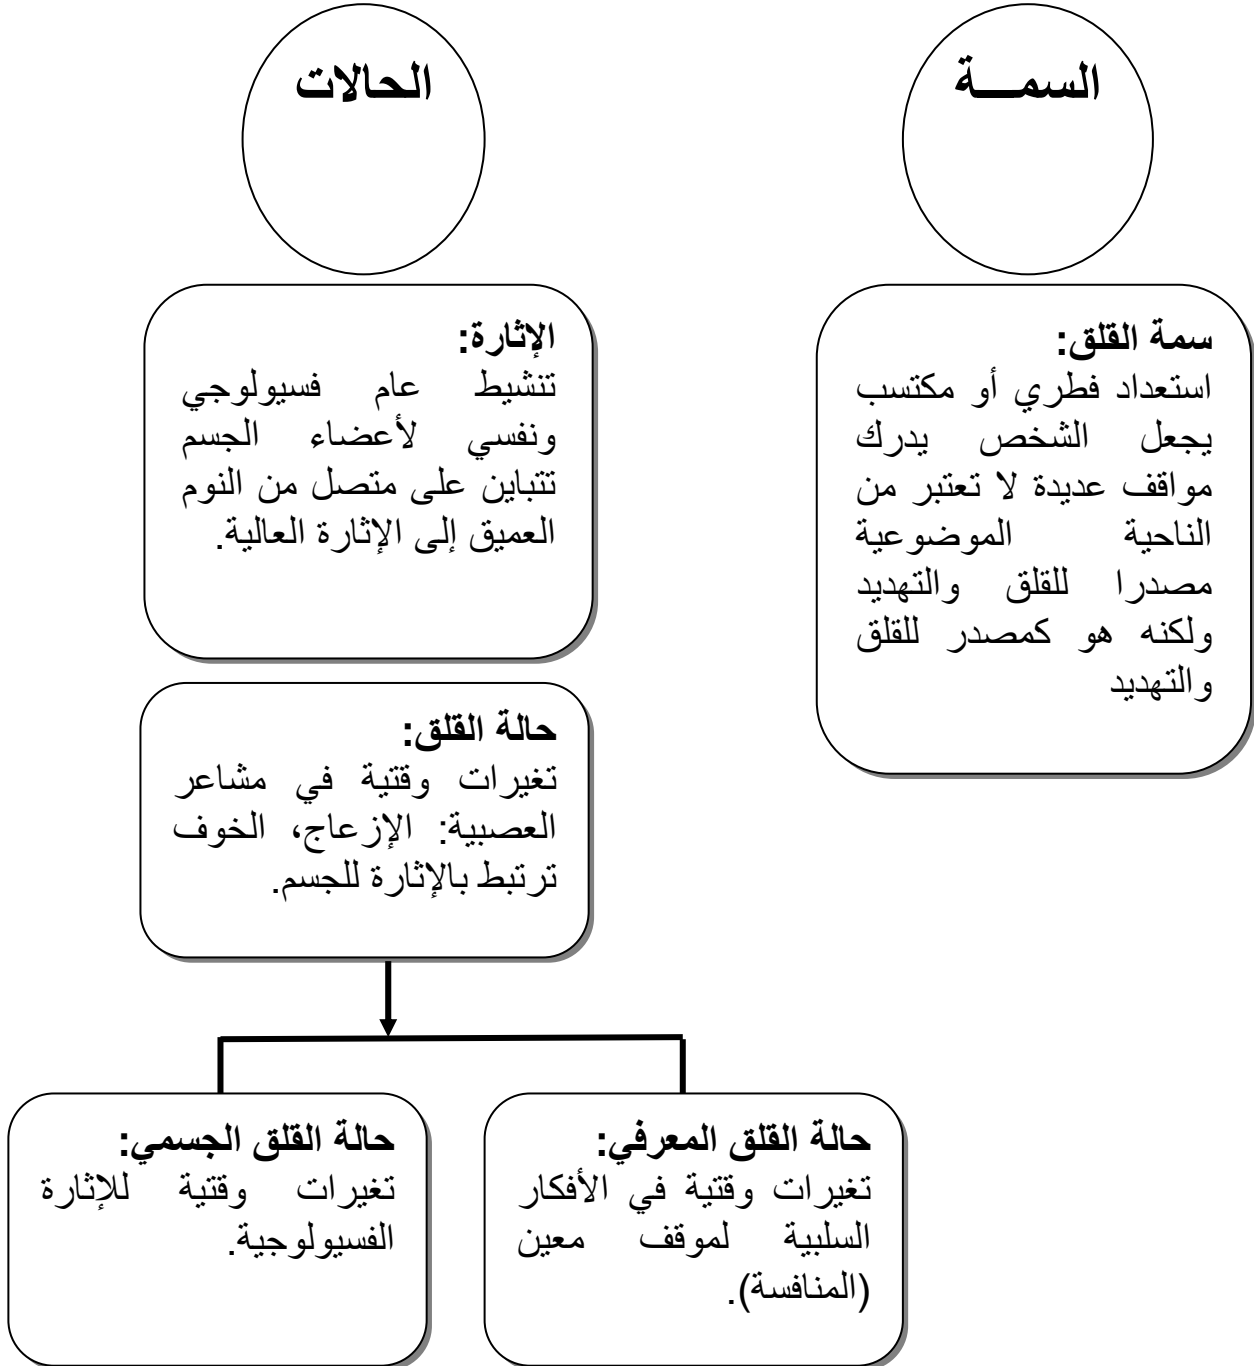 السمـــة
الحالات
سمة القلق:
استعداد فطري أو مكتسب
يجعل الشخص يدرك
مواقف عديدة لا تعتبر من
الناحية الموضوعية
مصدرا للقلق والتهديد
ولكنه هو كمصدر للقلق
والتهديد
الإثارة:
تنشيط عام فسيولوجي
ونفسي لأعضاء الجسم
تتباين على متصل من النوم
العميق إلى الإثارة العالية.
حالة القلق:
تغيرات وقتية في مشاعر
العصبية: الإزعاج، الخوف
ترتبط بالإثارة للجسم.
حالة القلق المعرفي:
تغيرات وقتية في الأفكار
السلبية لموقف معين
(المنافسة).
حالة القلق الجسمي:
تغيرات وقتية للإثارة
الفسيولوجية.